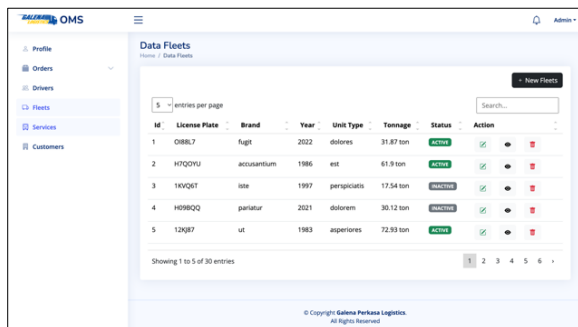 GALENA OMS
Admin
Profile
Orders
Drivers
Fleets
Services
Customers
Data Fleets
Home / Data Fleets
+ New Fleets
5 entries per page
Search...
Id License Plate Brand Year Unit Type Tonnage Status Action
1 OI88L7 fugit 2022 dolores 31.87 ton ACTIVE
2 H7QOYU accusantium 1986 est 61.9 ton ACTIVE
3 1KVQ6T iste 1997 perspiciatis 17.54 ton INACTIVE
4 H09BQQ pariatur 2021 dolorem 30.12 ton INACTIVE
5 12KJ87 ut 1983 asperiores 72.93 ton ACTIVE
Showing 1 to 5 of 30 entries
1 2 3 4 5 6 ›
© Copyright Galena Perkasa Logistics.
All Rights Reserved